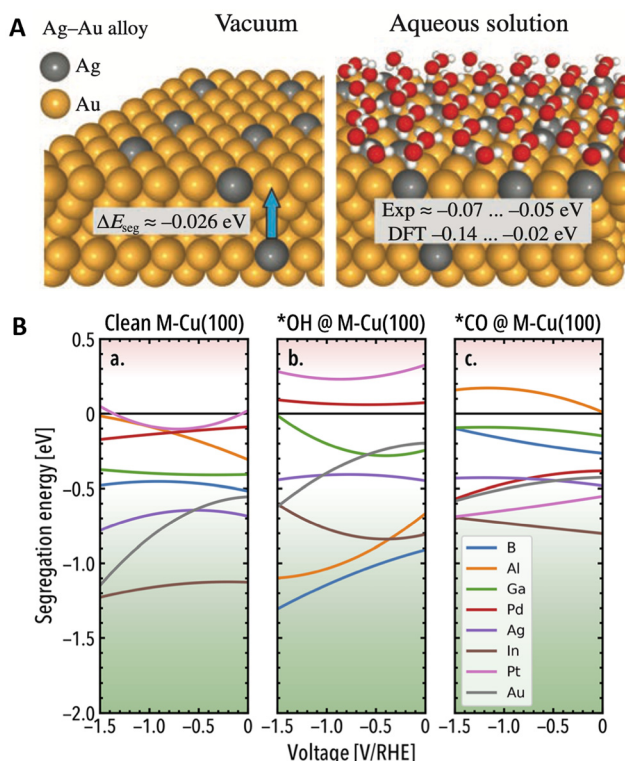 A
Ag–Au alloy
Vacuum
Aqueous solution
Ag
Au
ΔEseg ≈ –0.026 eV
Exp ≈ –0.07 ... –0.05 eV
DFT –0.14 ... –0.02 eV
B
Clean M-Cu(100)
*OH @ M-Cu(100)
*CO @ M-Cu(100)
a.
b.
c.
Segregation energy [eV]
0.5
0
−0.5
−1.0
−1.5
−2.0
B
Al
Ga
Pd
Ag
In
Pt
Au
−1.5 −1.0 −0.5 0
−1.5 −1.0 −0.5 0
−1.5 −1.0 −0.5 0
Voltage [V/RHE]